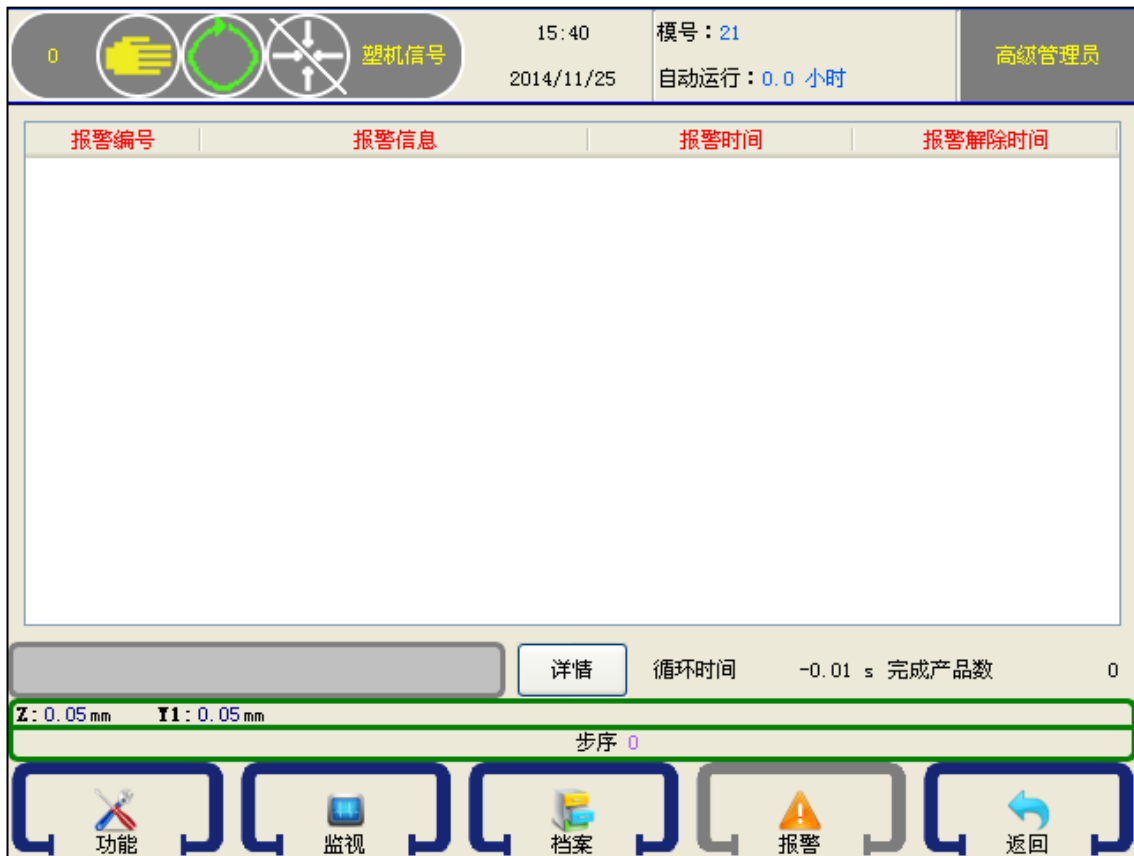 15:40
模号：21
0
塑机信号
高级管理员
2014/11/25
自动运行：0.0 小时
报警编号
报警信息
报警时间
报警解除时间
详情
循环时间
-0.01 s
完成产品数
0
Z:0.05mm
Y1:0.05mm
步序 0
功能
监视
档案
报警
返回